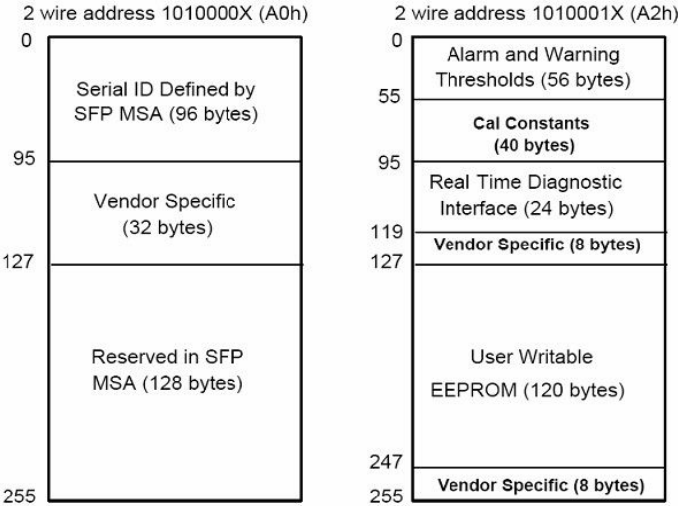 2 wire address 1010000X (A0h)
0
Serial ID Defined by
SFP MSA (96 bytes)
95
Vendor Specific
(32 bytes)
127
Reserved in SFP
MSA (128 bytes)
255
2 wire address 1010001X (A2h)
0
Alarm and Warning
Thresholds (56 bytes)
55
Cal Constants
(40 bytes)
95
Real Time Diagnostic
Interface (24 bytes)
119
Vendor Specific (8 bytes)
127
User Writable
EEPROM (120 bytes)
247
Vendor Specific (8 bytes)
255